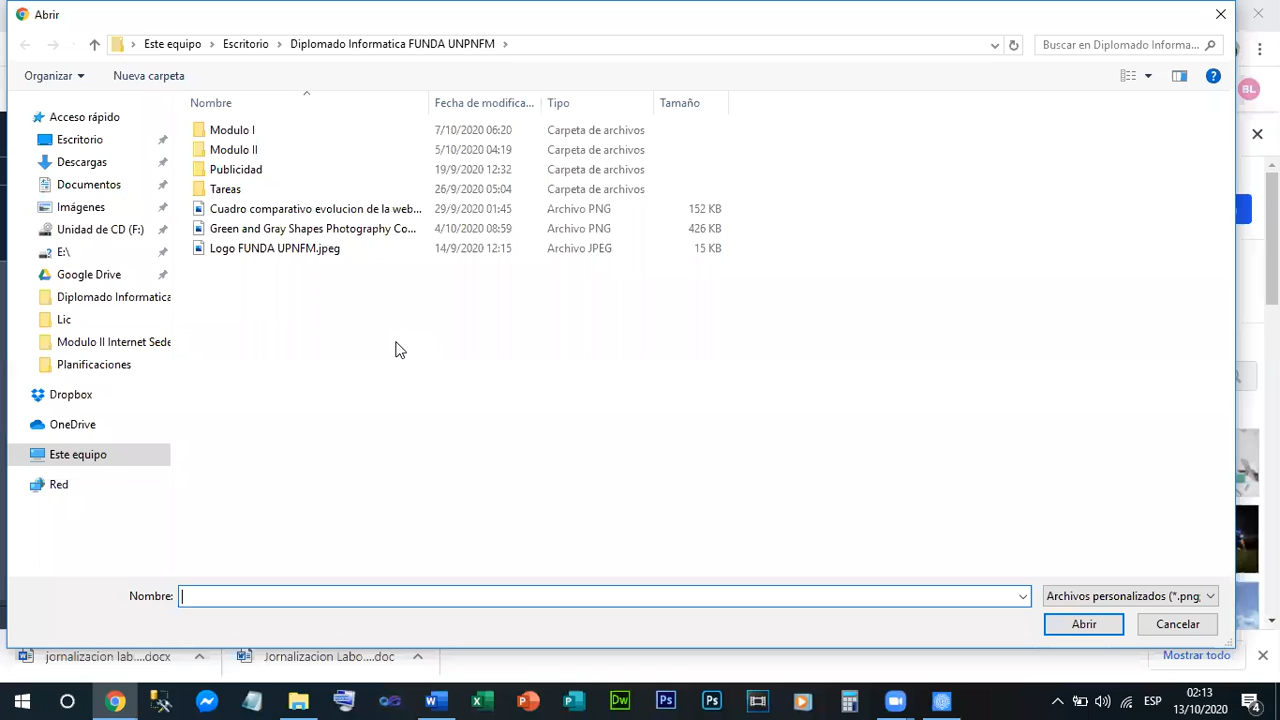 Abrir
Este equipo > Escritorio > Diplomado Informatica FUNDA UNPNFM >
Buscar en Diplomado Informa...
Organizar
Nueva carpeta
BL
Nombre Fecha de modifica... Tipo Tamaño
Acceso rápido
Escritorio
Descargas
Documentos
Imágenes
Unidad de CD (F:)
E:\
Google Drive
Diplomado Informatica
Lic
Modulo II Internet Sede
Planificaciones
Dropbox
OneDrive
Este equipo
Red
Modulo I 7/10/2020 06:20 Carpeta de archivos
Modulo II 5/10/2020 04:19 Carpeta de archivos
Publicidad 19/9/2020 12:32 Carpeta de archivos
Tareas 26/9/2020 05:04 Carpeta de archivos
Cuadro comparativo evolucion de la web... 29/9/2020 01:45 Archivo PNG 152 KB
Green and Gray Shapes Photography Co... 4/10/2020 08:59 Archivo PNG 426 KB
Logo FUNDA UPNFM.jpeg 14/9/2020 12:15 Archivo JPEG 15 KB
Nombre:
Archivos personalizados (*.png,
Abrir
Cancelar
jornalizacion lab....docx
Jornalizacion Labo....doc
Mostrar todo
Dw
Ps
Ps
ESP
02:13
13/10/2020
4